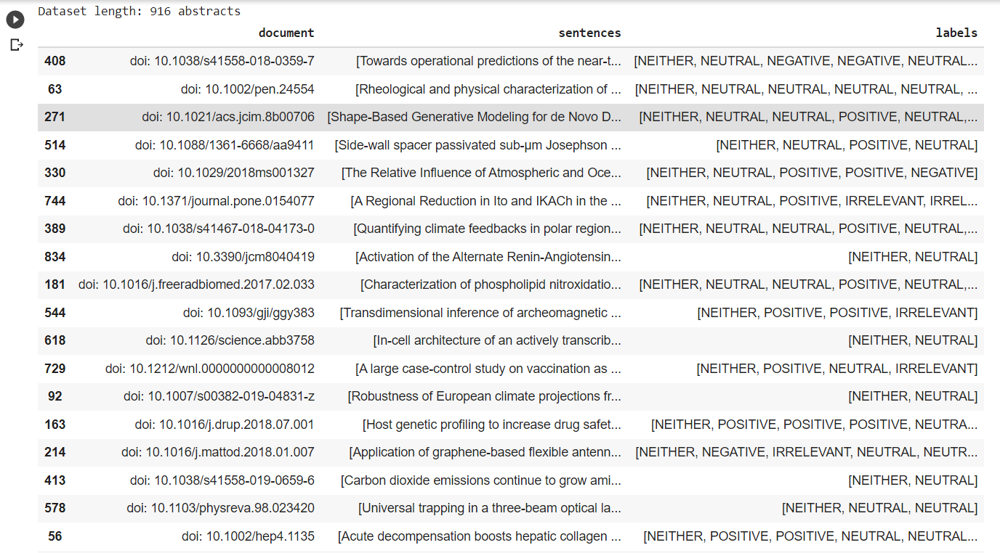 Dataset length: 916 abstracts
document sentences labels
408 doi: 10.1038/s41558-018-0359-7 [Towards operational predictions of the near-t... [NEITHER, NEUTRAL, NEGATIVE, NEGATIVE, NEUTRAL...
63 doi: 10.1002/pen.24554 [Rheological and physical characterization of ... [NEITHER, NEUTRAL, NEUTRAL, NEUTRAL, NEUTRAL, ...
271 doi: 10.1021/acs.jcim.8b00706 [Shape-Based Generative Modeling for de Novo D... [NEITHER, NEUTRAL, NEUTRAL, POSITIVE, NEUTRAL,...
514 doi: 10.1088/1361-6668/aa9411 [Side-wall spacer passivated sub-μm Josephson ... [NEITHER, NEUTRAL, POSITIVE, NEUTRAL]
330 doi: 10.1029/2018ms001327 [The Relative Influence of Atmospheric and Oce... [NEITHER, NEUTRAL, POSITIVE, POSITIVE, NEGATIVE]
744 doi: 10.1371/journal.pone.0154077 [A Regional Reduction in Ito and IKACh in the ... [NEITHER, NEUTRAL, POSITIVE, IRRELEVANT, IRREL...
389 doi: 10.1038/s41467-018-04173-0 [Quantifying climate feedbacks in polar region... [NEITHER, NEUTRAL, NEUTRAL, POSITIVE, NEUTRAL,...
834 doi: 10.3390/jcm8040419 [Activation of the Alternate Renin-Angiotensin... [NEITHER, NEUTRAL]
181 doi: 10.1016/j.freeradbiomed.2017.02.033 [Characterization of phospholipid nitroxidatio... [NEITHER, NEUTRAL, NEUTRAL, POSITIVE, NEUTRAL,...
544 doi: 10.1093/gji/ggy383 [Transdimensional inference of archeomagnetic ... [NEITHER, POSITIVE, POSITIVE, IRRELEVANT]
618 doi: 10.1126/science.abb3758 [In-cell architecture of an actively transcrib... [NEITHER, NEUTRAL]
729 doi: 10.1212/wnl.0000000000008012 [A large case-control study on vaccination as ... [NEITHER, POSITIVE, NEUTRAL, IRRELEVANT]
92 doi: 10.1007/s00382-019-04831-z [Robustness of European climate projections fr... [NEITHER, NEUTRAL]
163 doi: 10.1016/j.drup.2018.07.001 [Host genetic profiling to increase drug safet... [NEITHER, POSITIVE, POSITIVE, POSITIVE, NEUTRA...
214 doi: 10.1016/j.mattod.2018.01.007 [Application of graphene-based flexible antenn... [NEITHER, NEGATIVE, IRRELEVANT, NEUTRAL, NEUTR...
413 doi: 10.1038/s41558-019-0659-6 [Carbon dioxide emissions continue to grow ami... [NEITHER, NEUTRAL]
578 doi: 10.1103/physreva.98.023420 [Universal trapping in a three-beam optical la... [NEITHER, NEUTRAL, NEUTRAL]
56 doi: 10.1002/hep4.1135 [Acute decompensation boosts hepatic collagen ... [NEITHER, POSITIVE, POSITIVE, NEUTRAL, NEUTRAL...